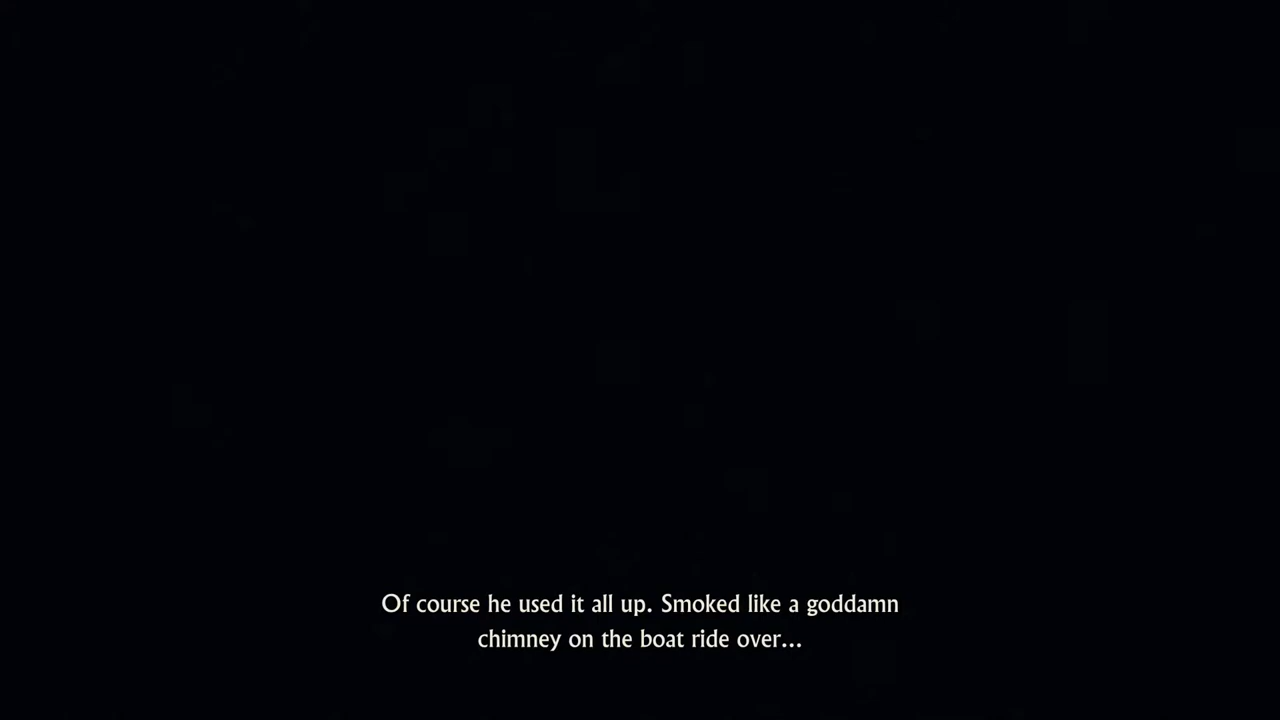 Of course he used it all up. Smoked like a goddamn
chimney on the boat ride over...